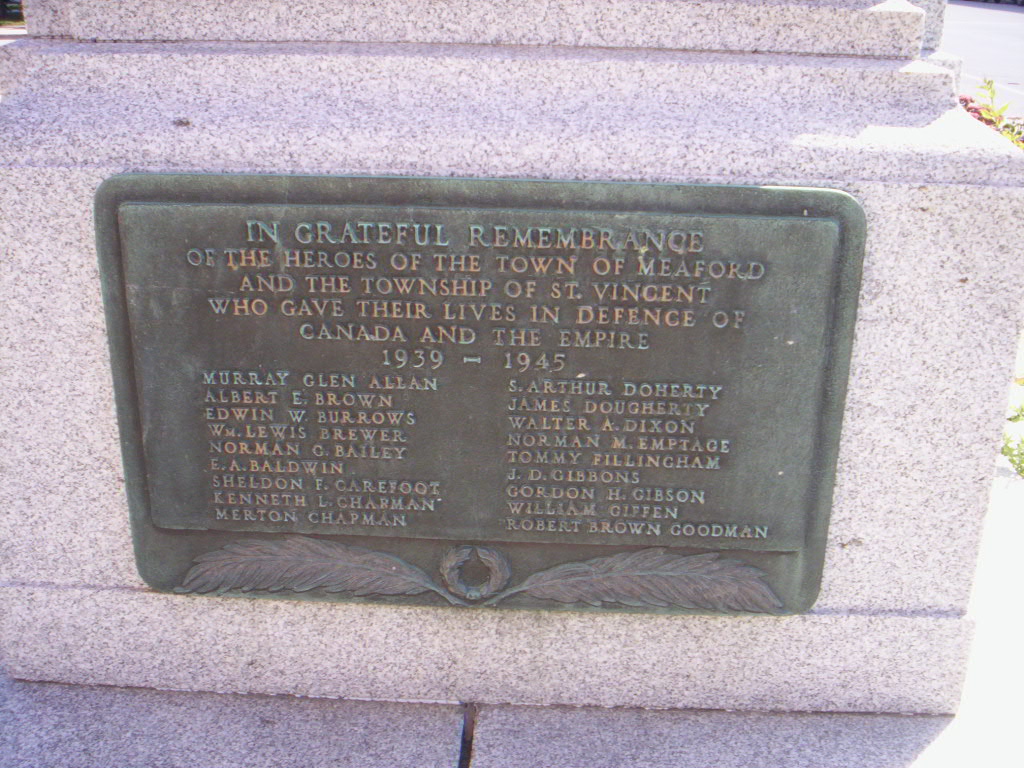 IN GRATEFUL REMEMBRANCE
OF THE HEROES OF THE TOWN OF MEAFORD
AND THE TOWNSHIP OF ST. VINCENT
WHO GAVE THEIR LIVES IN DEFENCE OF
CANADA AND THE EMPIRE
1939 - 1945
MURRAY GLEN ALLAN
ALBERT E. BROWN
EDWIN W. BURROWS
WM. LEWIS BREWER
NORMAN G. BAILEY
E. A. BALDWIN
SHELDON F. CAREFOOT
KENNETH L. CHAPMAN
MERTON CHAPMAN
S. ARTHUR DOHERTY
JAMES DOUGHERTY
WALTER A. DIXON
NORMAN M. EMPTAGE
TOMMY FILLINGHAM
J. D. GIBBONS
GORDON H. GIBSON
WILLIAM GIFFEN
ROBERT BROWN GOODMAN